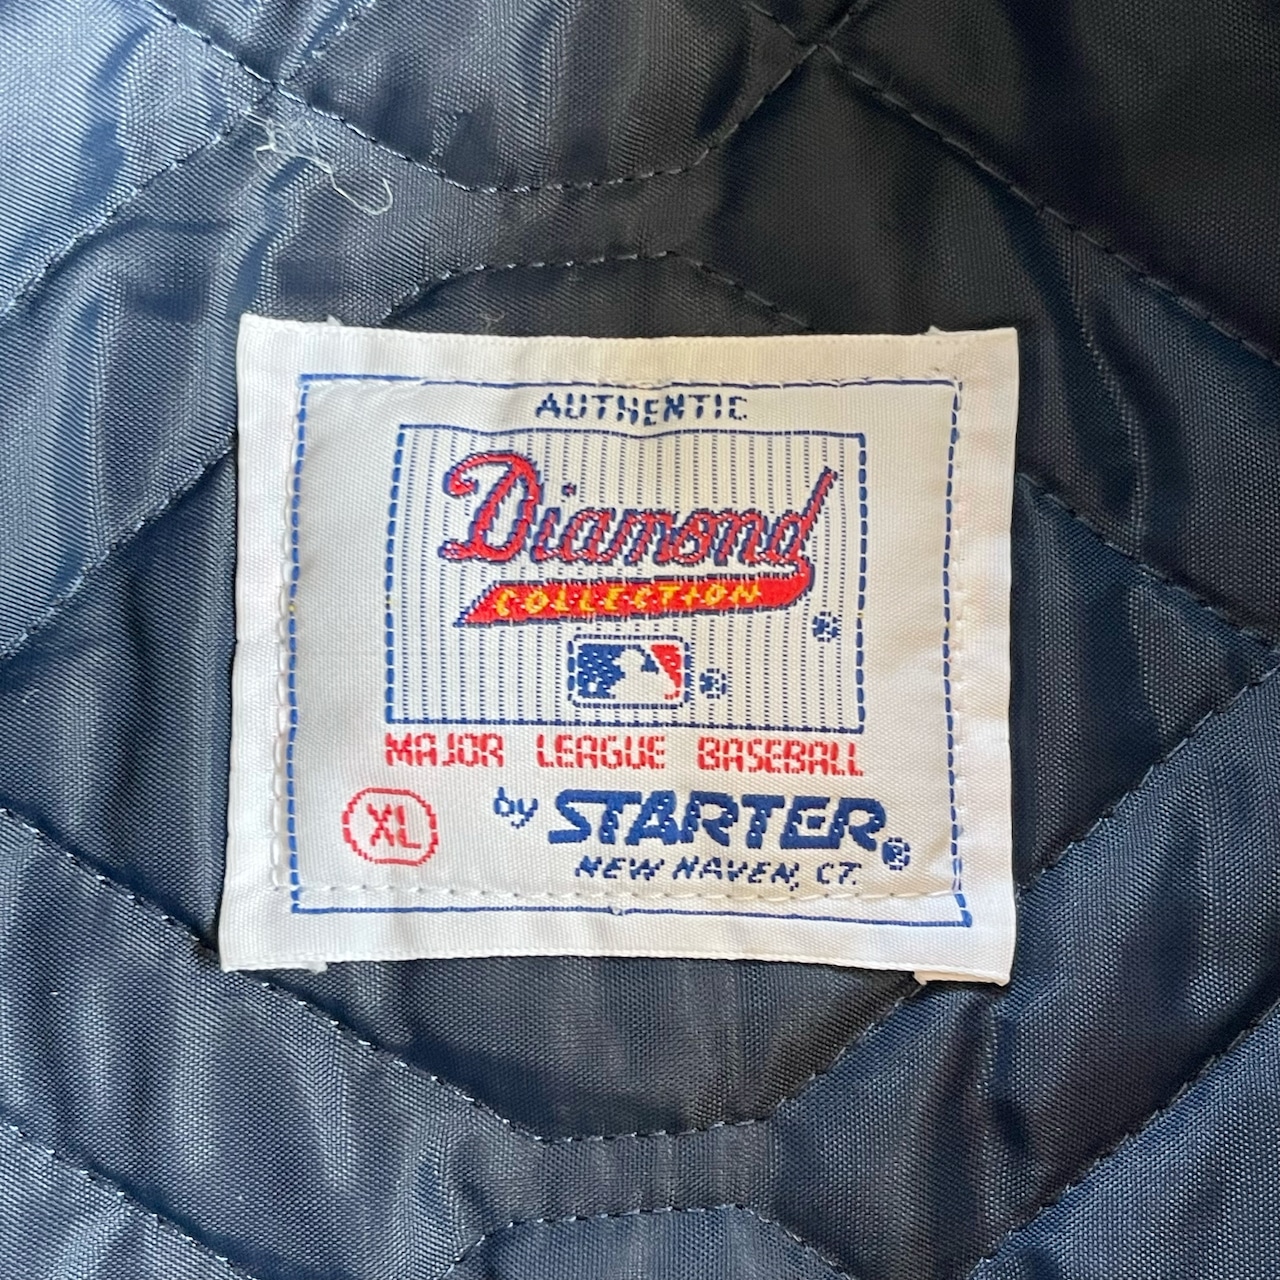 AUTHENTIC
Diamond
COLLECTION ®
®
MAJOR LEAGUE BASEBALL
XL
by STARTER®
NEW HAVEN, CT.